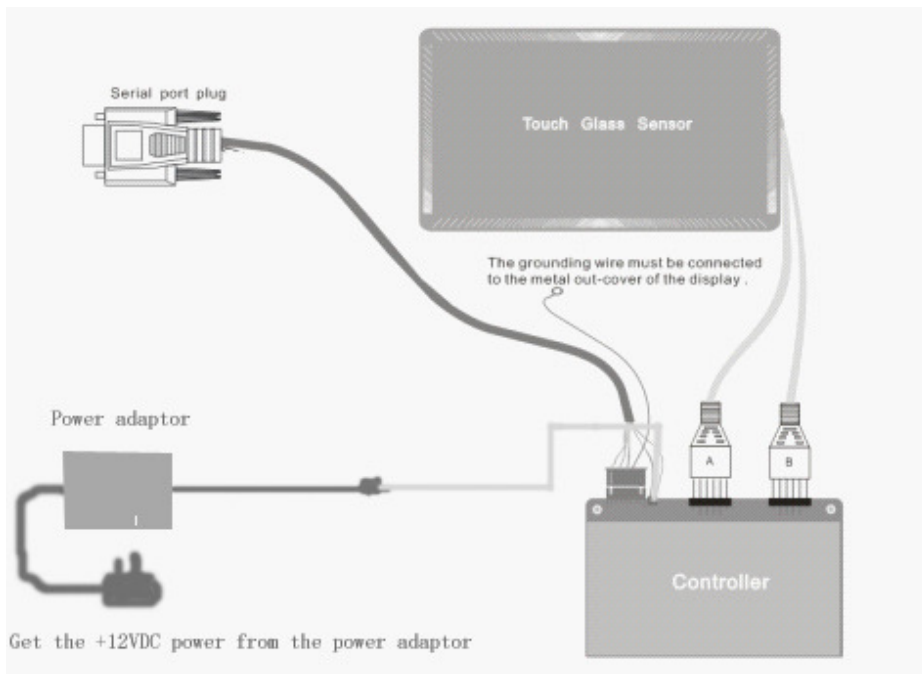 Serial port plug
Touch Glass Sensor
The grounding wire must be connected
to the metal out-cover of the display .
Power adaptor
A
B
Controller
Get the +12VDC power from the power adaptor